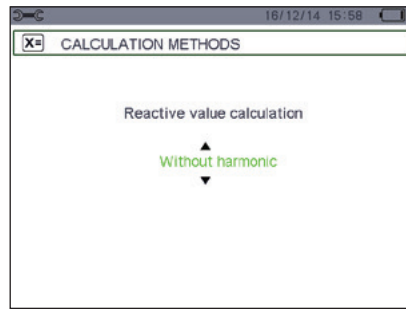 16/12/14 15:58
X= CALCULATION METHODS
Reactive value calculation
Without harmonic